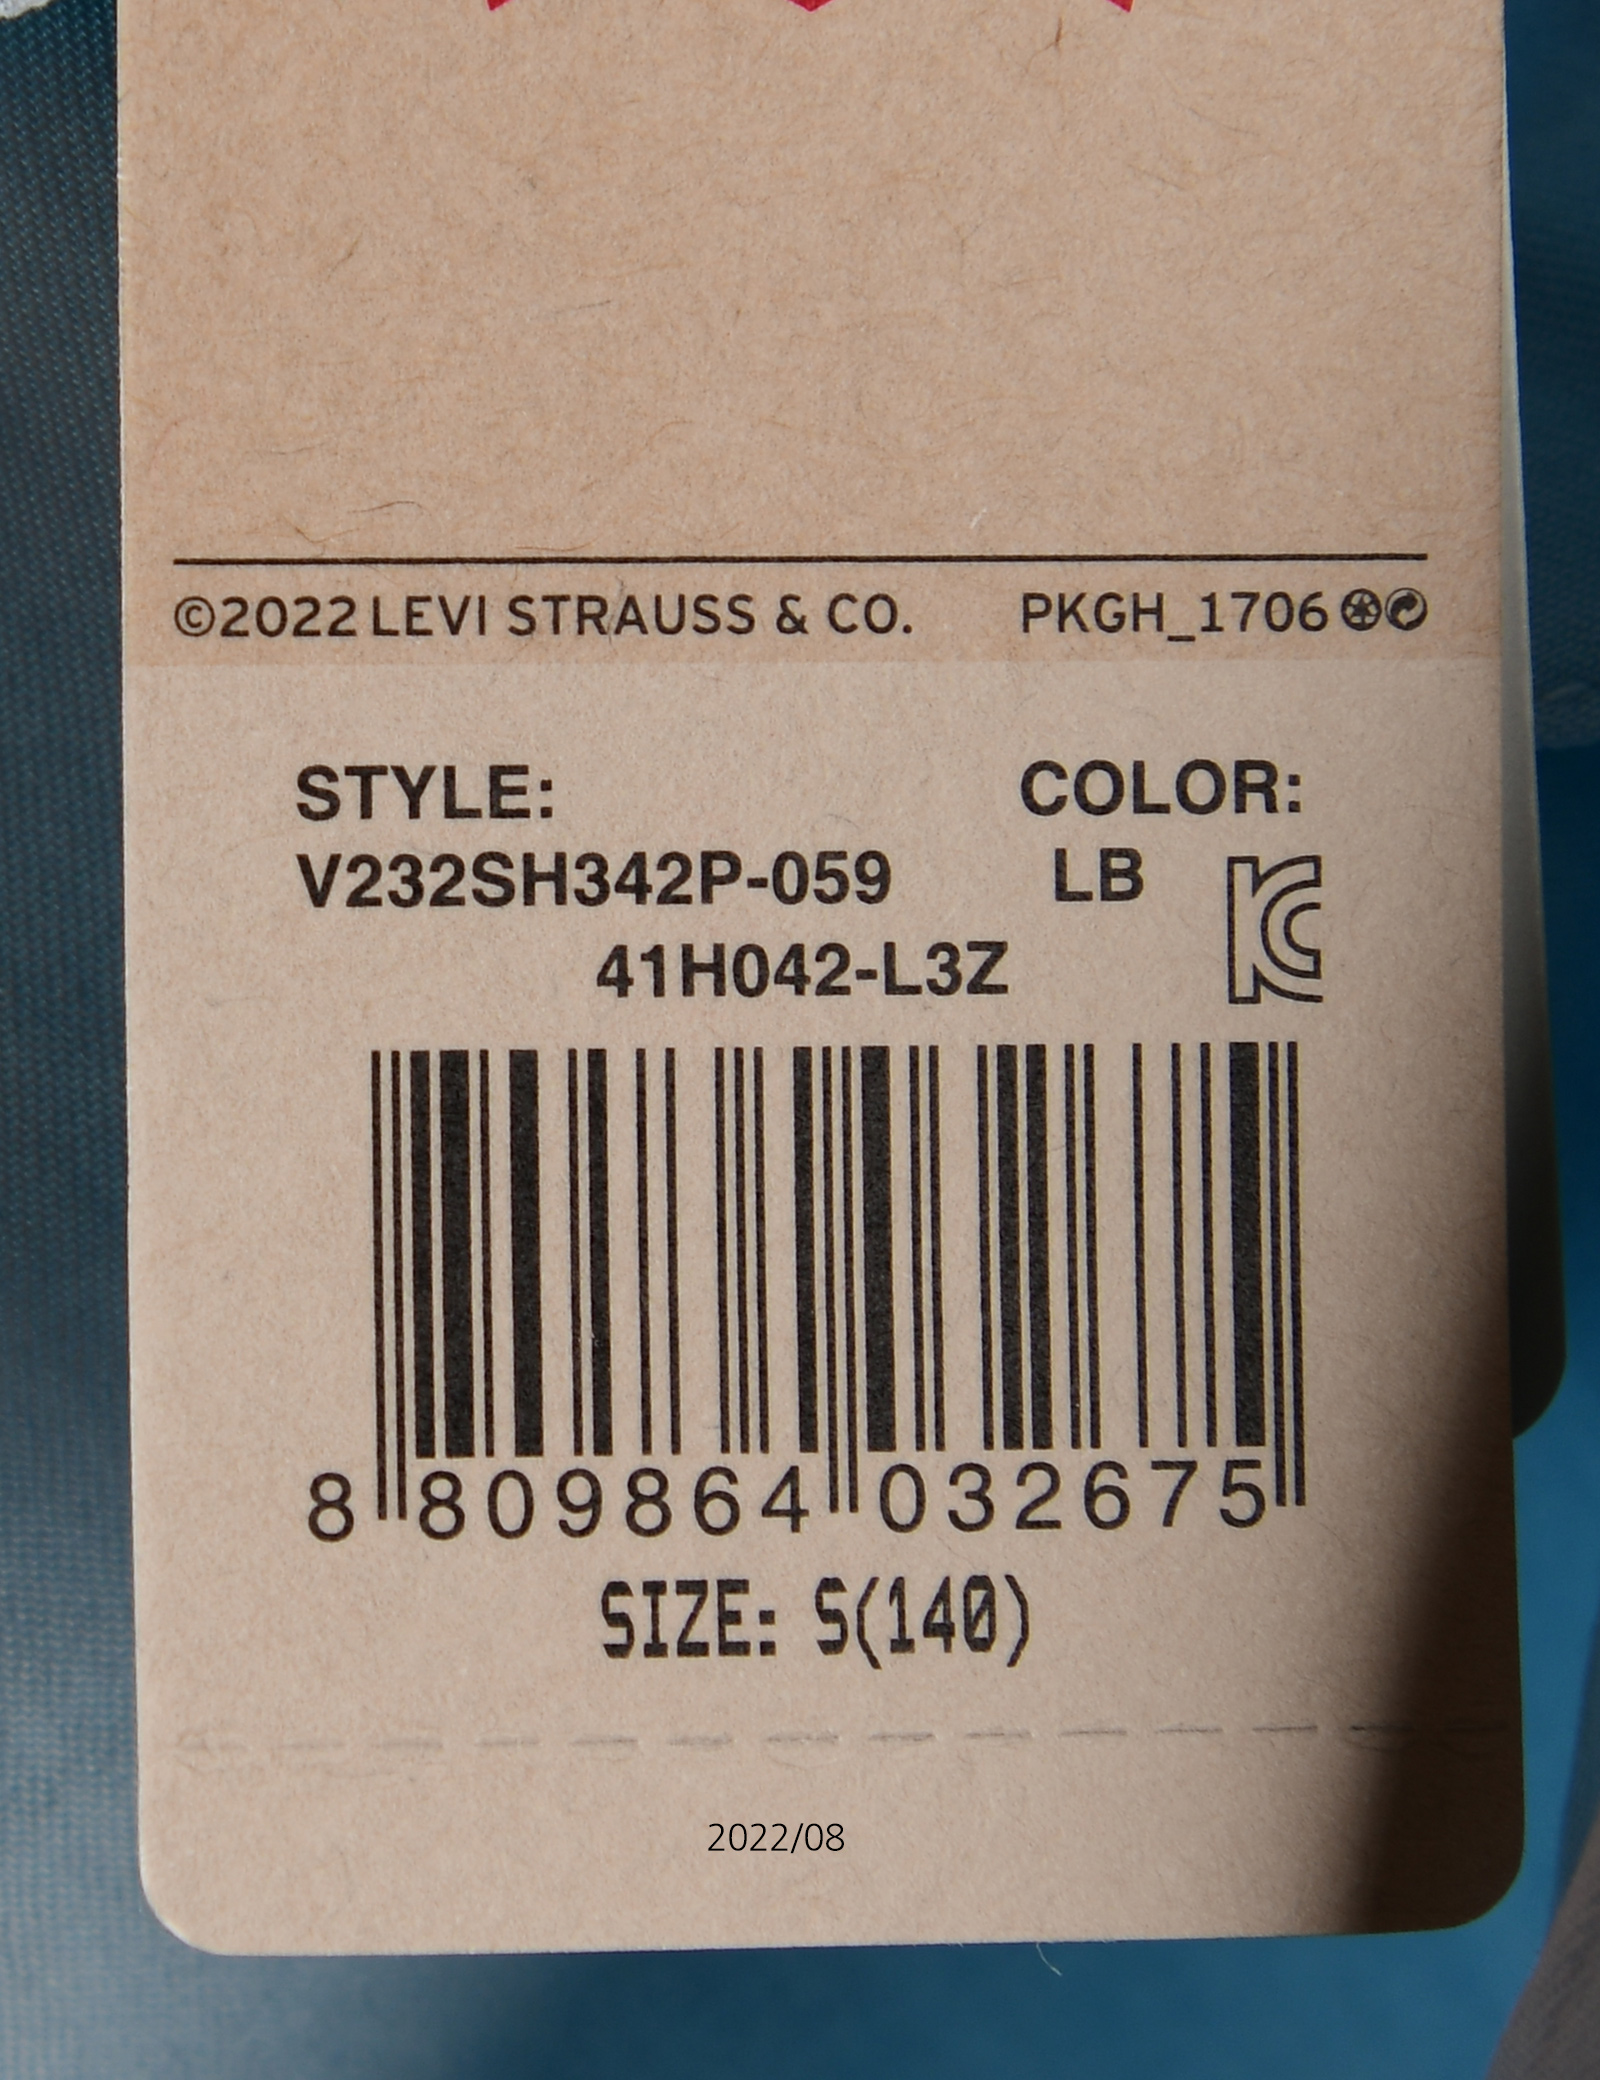 ©2022 LEVI STRAUSS & CO. PKGH_1706
STYLE: COLOR:
V232SH342P-059 LB
41H042-L3Z
8 809864 032675
SIZE: S(140)
2022/08